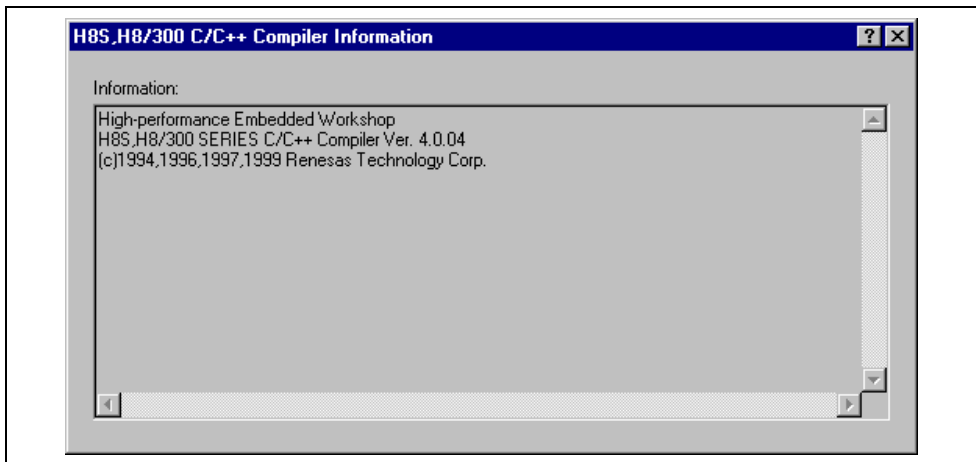 H8S,H8/300 C/C++ Compiler Information
Information:
High-performance Embedded Workshop
H8S,H8/300 SERIES C/C++ Compiler Ver. 4.0.04
(c)1994,1996,1997,1999 Renesas Technology Corp.